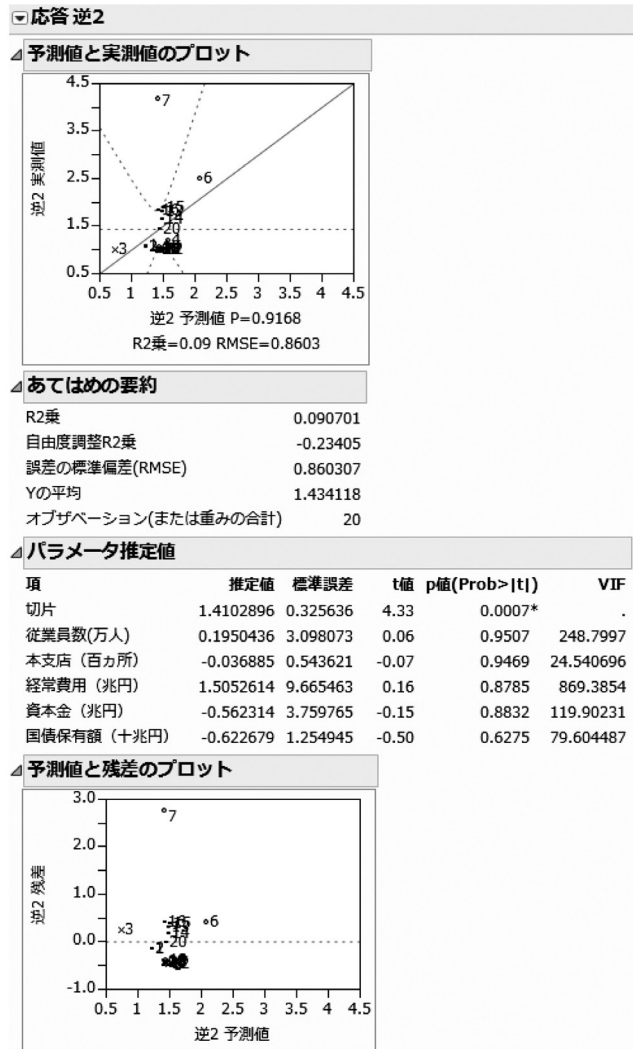 応答 逆2
予測値と実測値のプロット
4.5
3.5
2.5
1.5
0.5
逆2 実測値
7
6
15
14
20
3
0.5 1 1.5 2 2.5 3 3.5 4 4.5
逆2 予測値 P=0.9168
R2乗=0.09 RMSE=0.8603
あてはめの要約
R2乗 0.090701
自由度調整R2乗 -0.23405
誤差の標準偏差(RMSE) 0.860307
Yの平均 1.434118
オブザベーション(または重みの合計) 20
パラメータ推定値
項 推定値 標準誤差 t値 p値(Prob>|t|) VIF
切片 1.4102896 0.325636 4.33 0.0007* .
従業員数(万人) 0.1950436 3.098073 0.06 0.9507 248.7997
本支店（百ヵ所） -0.036885 0.543621 -0.07 0.9469 24.540696
経常費用（兆円） 1.5052614 9.665463 0.16 0.8785 869.3854
資本金（兆円） -0.562314 3.759765 -0.15 0.8832 119.90231
国債保有額（十兆円） -0.622679 1.254945 -0.50 0.6275 79.604487
予測値と残差のプロット
3.0
2.0
1.0
0.0
-1.0
逆2 残差
7
6
3
15
14
20
0.5 1 1.5 2 2.5 3 3.5 4 4.5
逆2 予測値